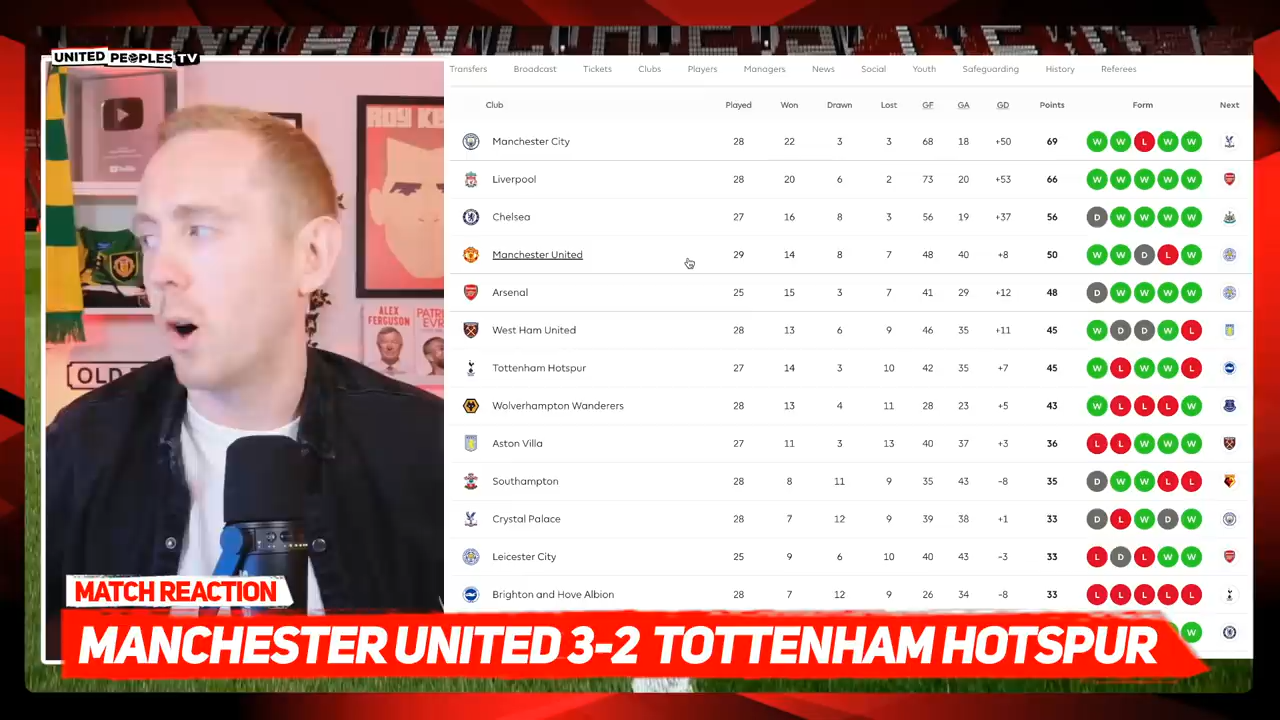 UNITED PEOPLES TV
Transfers Broadcast Tickets Clubs Players Managers News Social Youth Safeguarding History Referees
Club Played Won Drawn Lost GF GA GD Points Form Next
Manchester City 28 22 3 3 68 18 +50 69 W W L W W
Liverpool 28 20 6 2 73 20 +53 66 W W W W W
Chelsea 27 16 8 3 56 19 +37 56 D W W W W
Manchester United 29 14 8 7 48 40 +8 50 W W D L W
Arsenal 25 15 3 7 41 29 +12 48 D W W W W
West Ham United 28 13 6 9 46 35 +11 45 W D D W L
Tottenham Hotspur 27 14 3 10 42 35 +7 45 W L W W L
Wolverhampton Wanderers 28 13 4 11 28 23 +5 43 W L L L W
Aston Villa 27 11 3 13 40 37 +3 36 L L W W W
Southampton 28 8 11 9 35 43 -8 35 D W W L L
Crystal Palace 28 7 12 9 39 38 +1 33 D L W D W
Leicester City 25 9 6 10 40 43 -3 33 L D L W W
Brighton and Hove Albion 28 7 12 9 26 34 -8 33 L L L L L
W
ROY KE
ALEX
FERGUSON
PATRI
EVR
OLD
MATCH REACTION
MANCHESTER UNITED 3-2 TOTTENHAM HOTSPUR